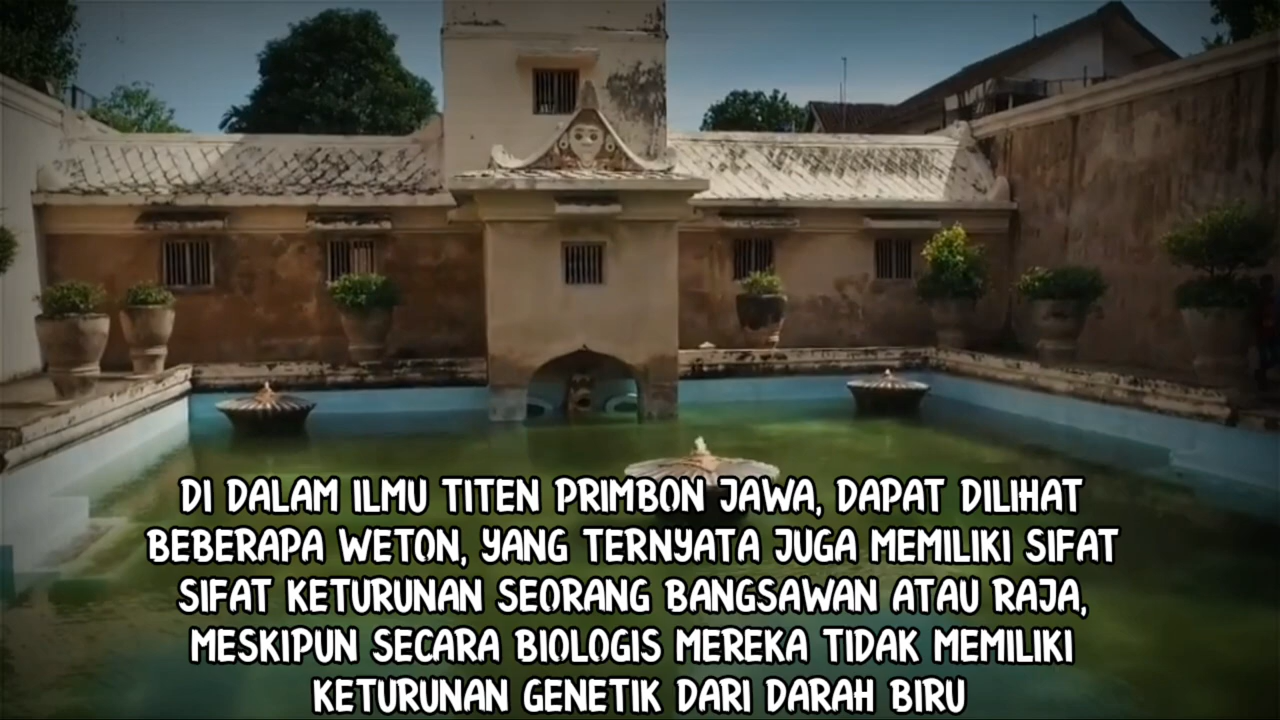 DI DALAM ILMU TITEN PRIMBON JAWA, DAPAT DILIHAT
BEBERAPA WETON, YANG TERNYATA JUGA MEMILIKI SIFAT
SIFAT KETURUNAN SEORANG BANGSAWAN ATAU RAJA,
MESKIPUN SECARA BIOLOGIS MEREKA TIDAK MEMILIKI
KETURUNAN GENETIK DARI DARAH BIRU